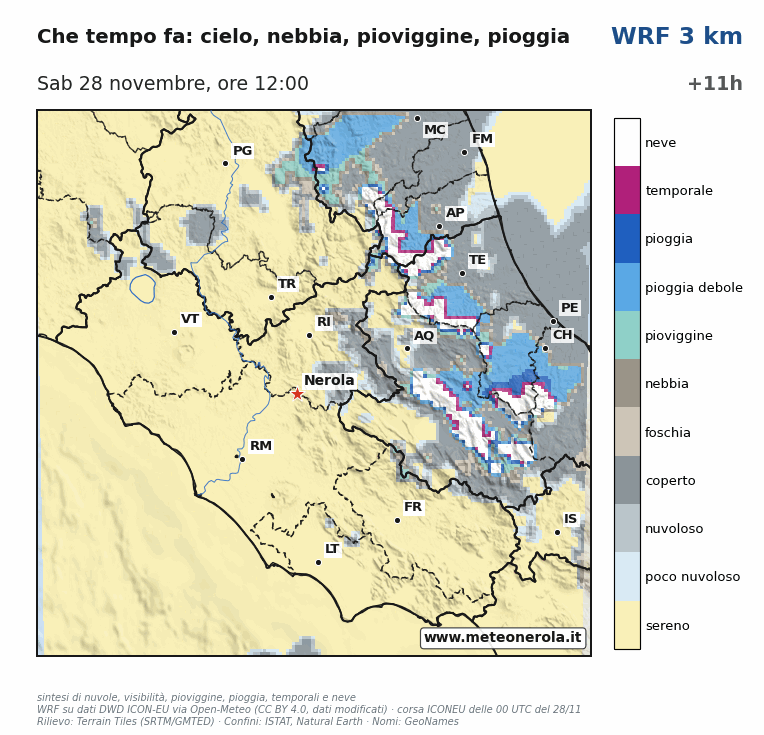 Che tempo fa: cielo, nebbia, pioviggine, pioggia
WRF 3 km
Sab 28 novembre, ore 12:00
+11h
MC
FM
PG
AP
TE
TR
PE
VT
RI
AQ
CH
Nerola
RM
FR
IS
LT
www.meteonerola.it
neve
temporale
pioggia
pioggia debole
pioviggine
nebbia
foschia
coperto
nuvoloso
poco nuvoloso
sereno
sintesi di nuvole, visibilità, pioviggine, pioggia, temporali e neve
WRF su dati DWD ICON-EU via Open-Meteo (CC BY 4.0, dati modificati) · corsa ICONEU delle 00 UTC del 28/11
Rilievo: Terrain Tiles (SRTM/GMTED) · Confini: ISTAT, Natural Earth · Nomi: GeoNames